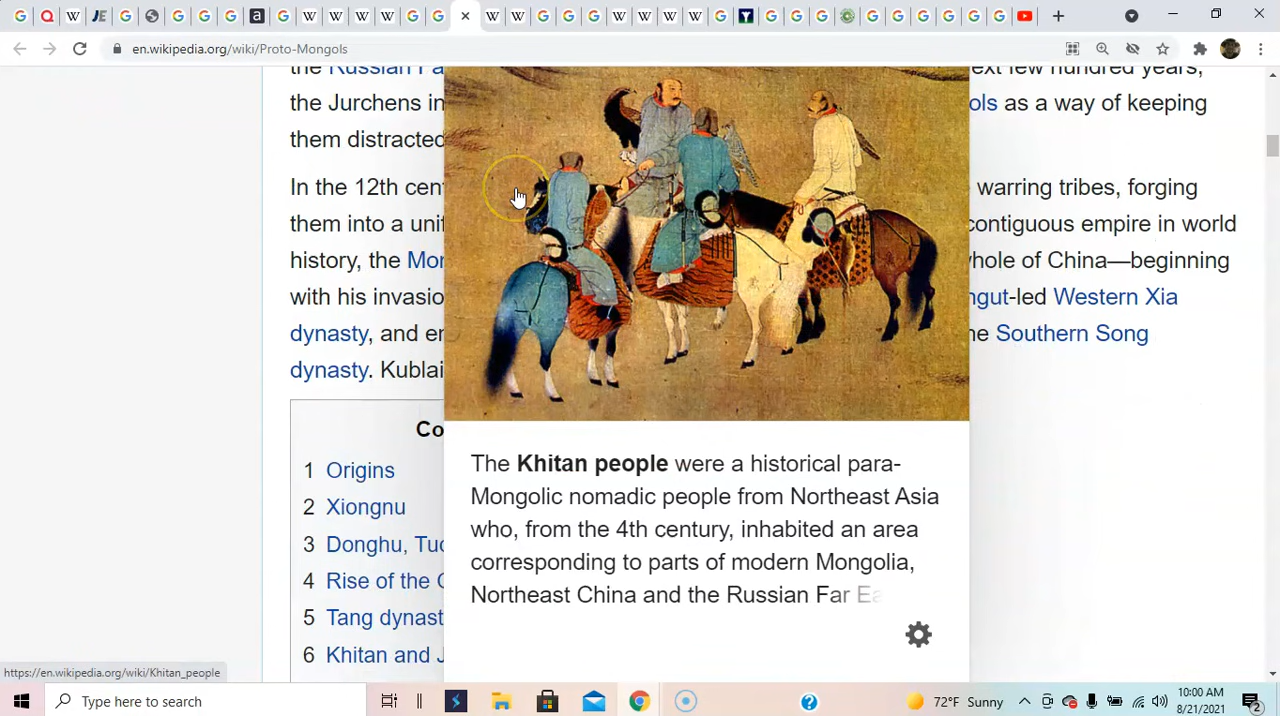 en.wikipedia.org/wiki/Proto-Mongols
the Russian Fa
ext few hundred years,
the Jurchens in
ols as a way of keeping
them distracted
In the 12th cen
warring tribes, forging
them into a uni
contiguous empire in world
history, the Mon
whole of China—beginning
with his invasio
ngut-led Western Xia
dynasty, and en
he Southern Song
dynasty. Kublai
Co
1 Origins
2 Xiongnu
3 Donghu, Tuo
4 Rise of the
5 Tang dynast
6 Khitan and J
The Khitan people were a historical para-
Mongolic nomadic people from Northeast Asia
who, from the 4th century, inhabited an area
corresponding to parts of modern Mongolia,
Northeast China and the Russian Far Ea
https://en.wikipedia.org/wiki/Khitan_people
Type here to search
72°F Sunny
10:00 AM
8/21/2021
2